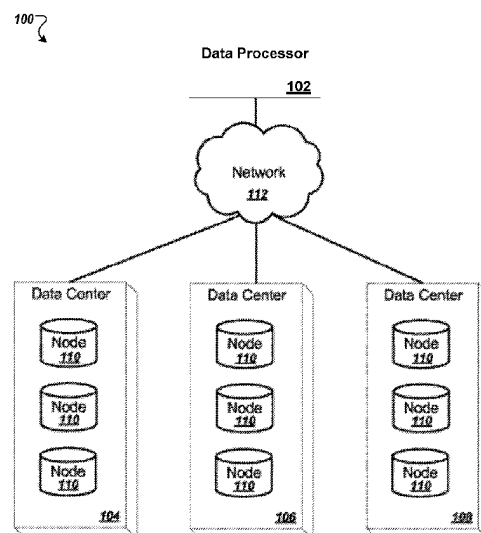 100
Data Processor
102
Network
112
Data Center Data Center Data Center
Node Node Node
110 110 110
Node Node Node
110 110 110
Node Node Node
110 110 110
104 106 108